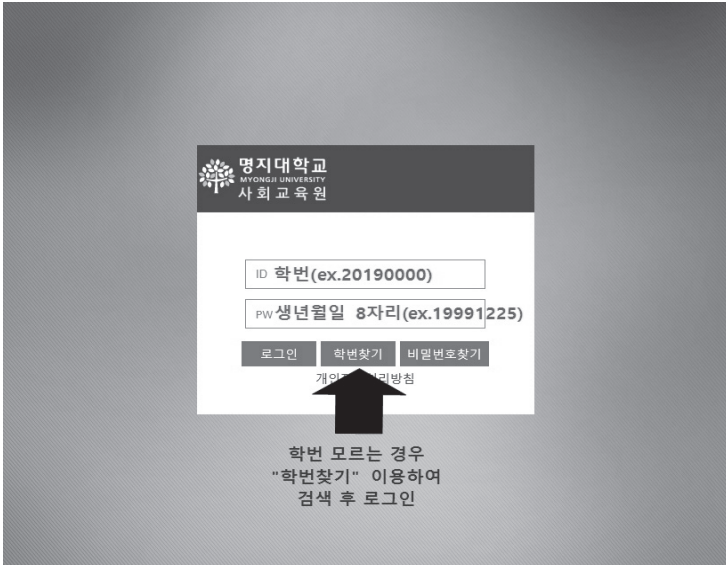 명지대학교
MYONGJI UNIVERSITY
사회교육원
ID 학번(ex.20190000)
PW 생년월일 8자리(ex.19991225)
로그인 학번찾기 비밀번호찾기
리방침
학번 모르는 경우
"학번찾기" 이용하여
검색 후 로그인